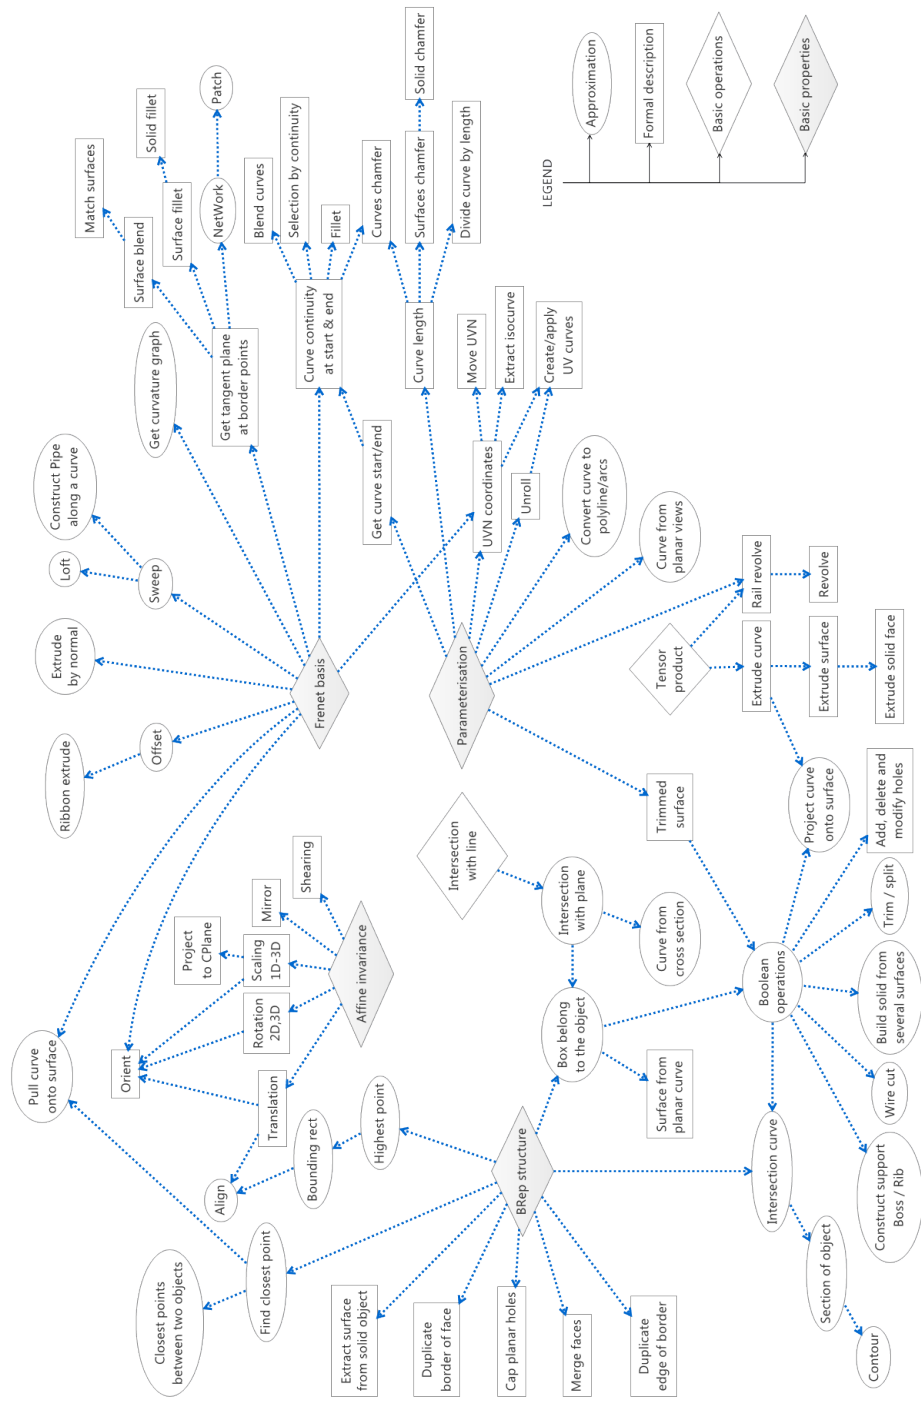 Closest points
between two objects
Find closest point
Pull curve
onto surface
Align
Bounding rect
Highest point
Translation
Orient
Rotation
2D,3D
Scaling
1D-3D
Project
to CPlane
Mirror
Shearing
Affine invariance
Ribbon extrude
Offset
Extrude
by normal
Loft
Sweep
Construct Pipe
along a curve
Get curvature graph
Get tangent plane
at border points
Surface blend
Match surfaces
Surface fillet
Solid fillet
NetWork
Patch
Frenet basis
Curve continuity
at start & end
Blend curves
Selection by continuity
Fillet
Curves chamfer
Get curve start/end
Curve length
Surfaces chamfer
Solid chamfer
Divide curve by length
Parameterisation
UVN coordinates
Move UVN
Extract isocurve
Create/apply
UV curves
Unroll
Convert curve to
polyline/arcs
Curve from
planar views
Tensor
product
Rail revolve
Revolve
Extrude curve
Extrude surface
Extrude solid face
Trimmed
surface
Extract surface
from solid object
Duplicate
border of face
Cap planar holes
Merge faces
Duplicate
edge of border
BRep structure
Box belong
to the object
Surface from
planar curve
Intersection
with line
Intersection
with plane
Curve from
cross section
Boolean
operations
Project curve
onto surface
Add, delete and
modify holes
Trim / split
Build solid from
several surfaces
Wire cut
Construct support
Boss / Rib
Intersection curve
Section of object
Contour
LEGEND
Approximation
Formal description
Basic operations
Basic properties